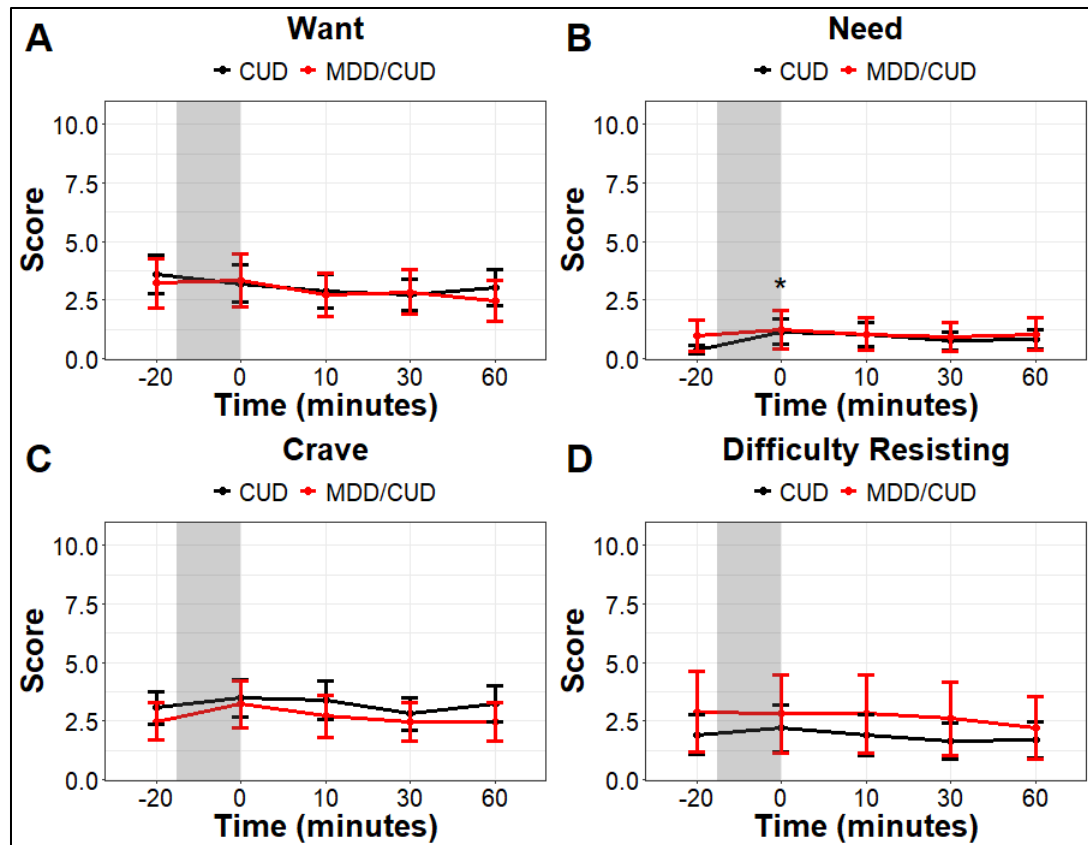 A Want
CUD MDD/CUD
10.0
7.5
5.0
2.5
0.0
Score
-20 0 10 30 60
Time (minutes)
B Need
CUD MDD/CUD
10.0
7.5
5.0
2.5
0.0
Score
*
-20 0 10 30 60
Time (minutes)
C Crave
CUD MDD/CUD
10.0
7.5
5.0
2.5
0.0
Score
-20 0 10 30 60
Time (minutes)
D Difficulty Resisting
CUD MDD/CUD
10.0
7.5
5.0
2.5
0.0
Score
-20 0 10 30 60
Time (minutes)